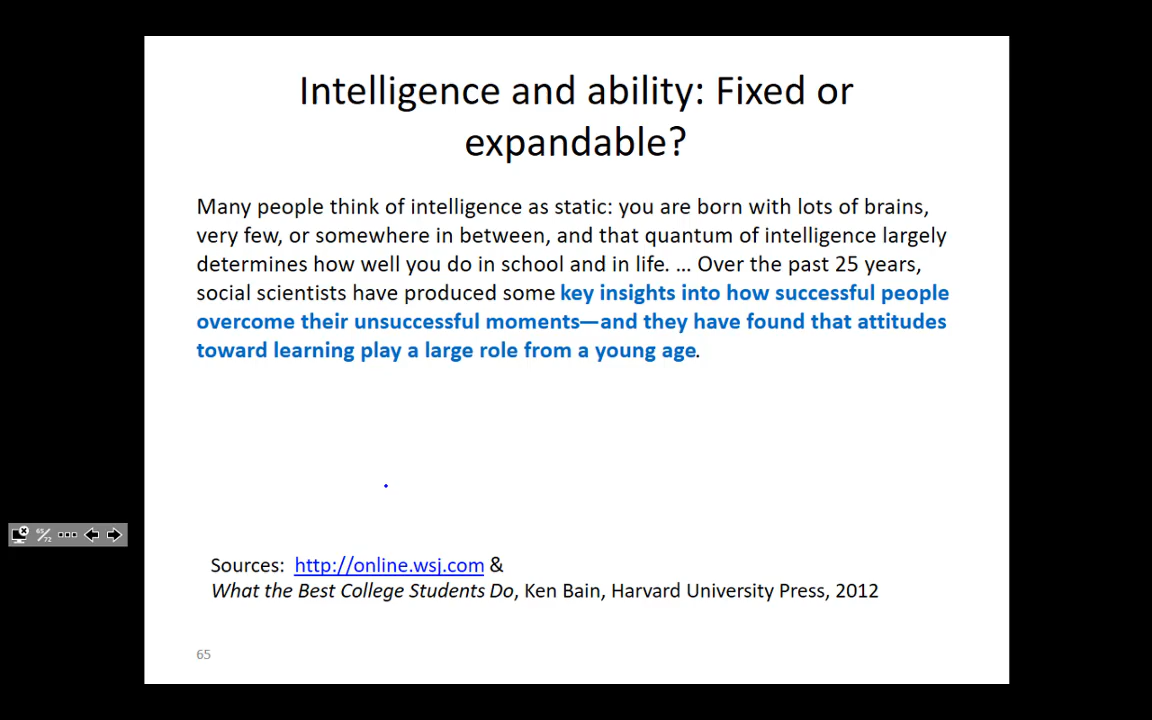 Intelligence and ability: Fixed or
expandable?
Many people think of intelligence as static: you are born with lots of brains,
very few, or somewhere in between, and that quantum of intelligence largely
determines how well you do in school and in life. ... Over the past 25 years,
social scientists have produced some key insights into how successful people
overcome their unsuccessful moments—and they have found that attitudes
toward learning play a large role from a young age.
65/72
Sources: http://online.wsj.com &
What the Best College Students Do, Ken Bain, Harvard University Press, 2012
65